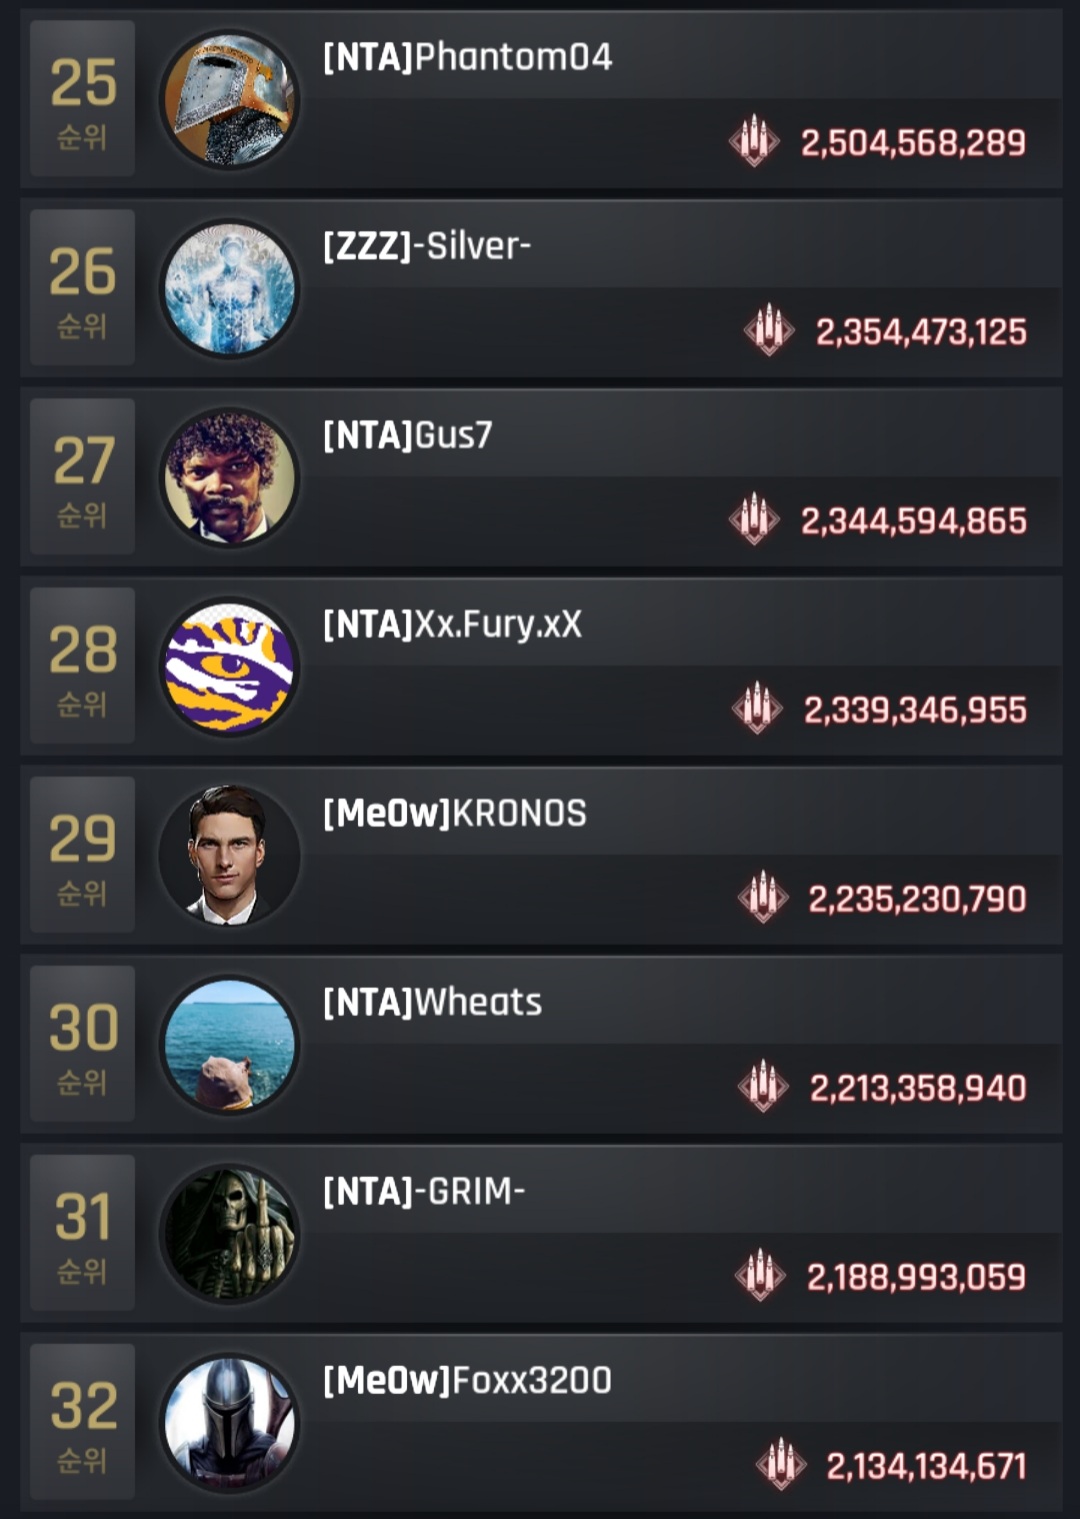 25
순위
[NTA]Phantom04
2,504,568,289
26
순위
[ZZZ]-Silver-
2,354,473,125
27
순위
[NTA]Gus7
2,344,594,865
28
순위
[NTA]Xx.Fury.xX
2,339,346,955
29
순위
[Me0w]KRONOS
2,235,230,790
30
순위
[NTA]Wheats
2,213,358,940
31
순위
[NTA]-GRIM-
2,188,993,059
32
순위
[Me0w]Foxx3200
2,134,134,671